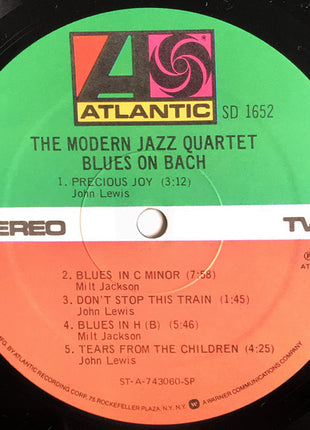 ATLANTIC
SD 1652
THE MODERN JAZZ QUARTET
BLUES ON BACH
1. PRECIOUS JOY (3:12)
John Lewis
EREO
TV
AT
2. BLUES IN C MINOR (7:58)
Milt Jackson
3. DON'T STOP THIS TRAIN (1:45)
John Lewis
4. BLUES IN H (B) (5:46)
Milt Jackson
5. TEARS FROM THE CHILDREN (4:25)
John Lewis
ST-A-743060-SP
MFG. BY ATLANTIC RECORDING CORP., 75 ROCKEFELLER PLAZA, N.Y., N.Y. A WARNER COMMUNICATIONS COMPANY